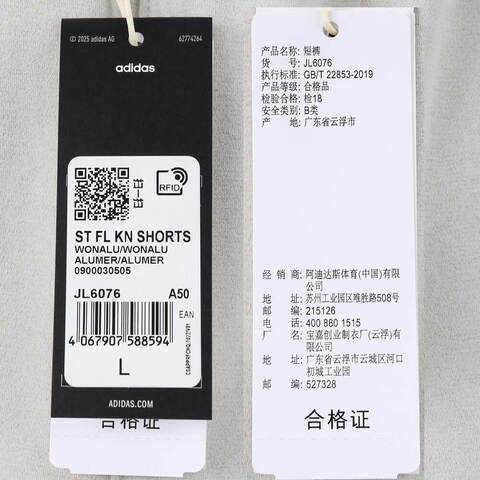 © 2025 adidas AG
62774264
adidas
RFID
ST FL KN SHORTS
WONALU/WONALU
ALUMER/ALUMER
0900030505
JL6076 A50
EAN
4 067907 588594
L
ADIDAS.COM
合格证
产品名称: 短裤
货 号: JL6076
执行标准: GB/T 22853-2019
产品等级: 合格品
检验合格: 检18
安全类别: B类
产 地: 广东省云浮市
经 销 商: 阿迪达斯体育(中国)有限
公司
地 址: 苏州工业园区唯胜路508号
邮 编: 215126
电 话: 400 880 1515
厂 名: 宝嘉创业制衣厂(云浮)有
限公司
地 址: 广东省云浮市云城区河口
初城工业园
邮 编: 527328
合格证